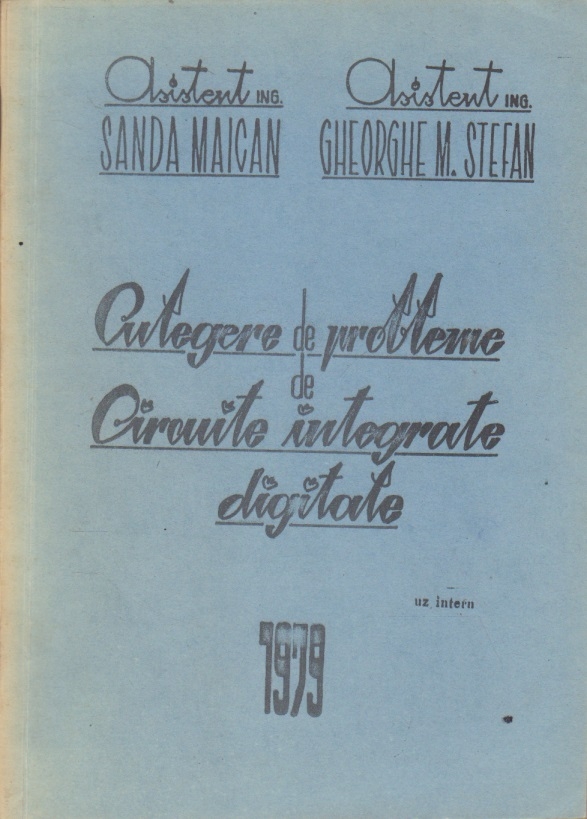 Asistent ING. Asistent ING.
SANDA MAICAN GHEORGHE M. STEFAN
Culegere de probleme
de
Circuite integrate
digitale
uz intern
1979